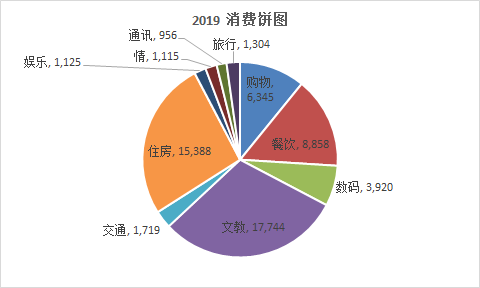 2019 消费饼图
通讯, 956
旅行, 1,304
情, 1,115
娱乐, 1,125
购物,
6,345
餐饮, 8,858
住房, 15,388
数码, 3,920
文教, 17,744
交通, 1,719